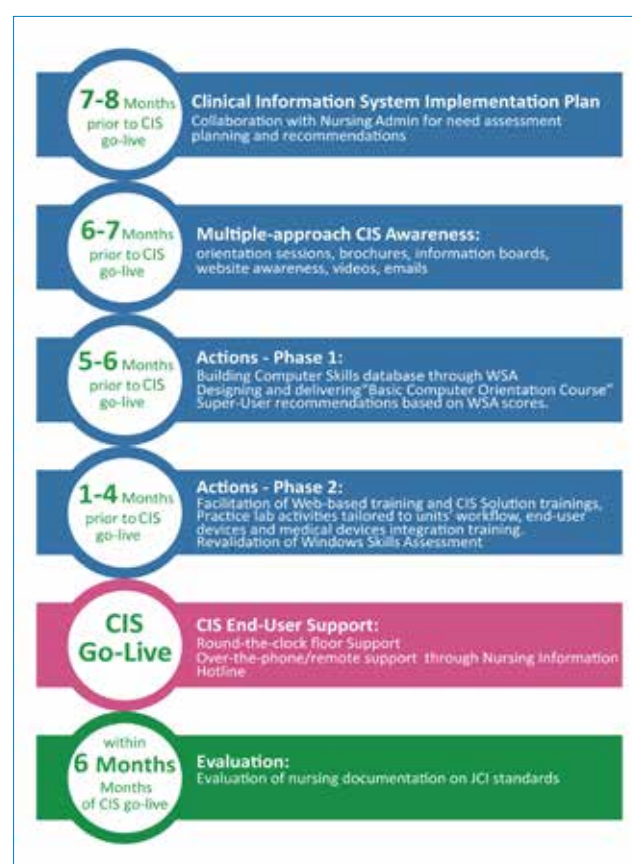 7-8 Months
prior to CIS
go-live
Clinical Information System Implementation Plan
Collaboration with Nursing Admin for need assessment
planning and recommendations
6-7 Months
prior to CIS
go-live
Multiple-approach CIS Awareness:
orientation sessions, brochures, information boards,
website awareness, videos, emails
5-6 Months
prior to CIS
go-live
Actions - Phase 1:
Building Computer Skills database through WSA
Designing and delivering"Basic Computer Orientation Course"
Super-User recommendations based on WSA scores.
1-4 Months
prior to CIS
go-live
Actions - Phase 2:
Facilitation of Web-based training and CIS Solution trainings,
Practice lab activities tailored to units' workflow, end-user
devices and medical devices integration training.
Revalidation of Windows Skills Assessment
CIS
Go-Live
CIS End-User Support:
Round-the-clock floor Support
Over-the-phone/remote support through Nursing Information
Hotline
within
6 Months
Months
of CIS go-live
Evaluation:
Evaluation of nursing documentation on JCI standards